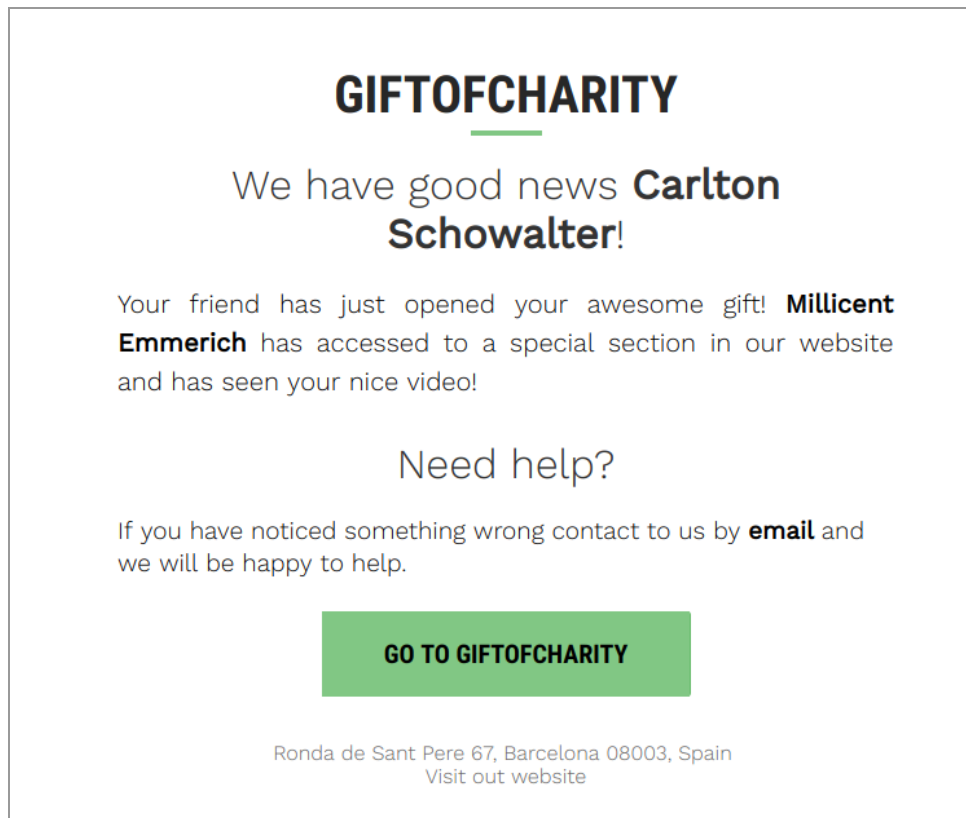 GIFTOFCHARITY
We have good news Carlton
Schowalter!
Your friend has just opened your awesome gift! Millicent
Emmerich has accessed to a special section in our website
and has seen your nice video!
Need help?
If you have noticed something wrong contact to us by email and
we will be happy to help.
GO TO GIFTOFCHARITY
Ronda de Sant Pere 67, Barcelona 08003, Spain
Visit out website